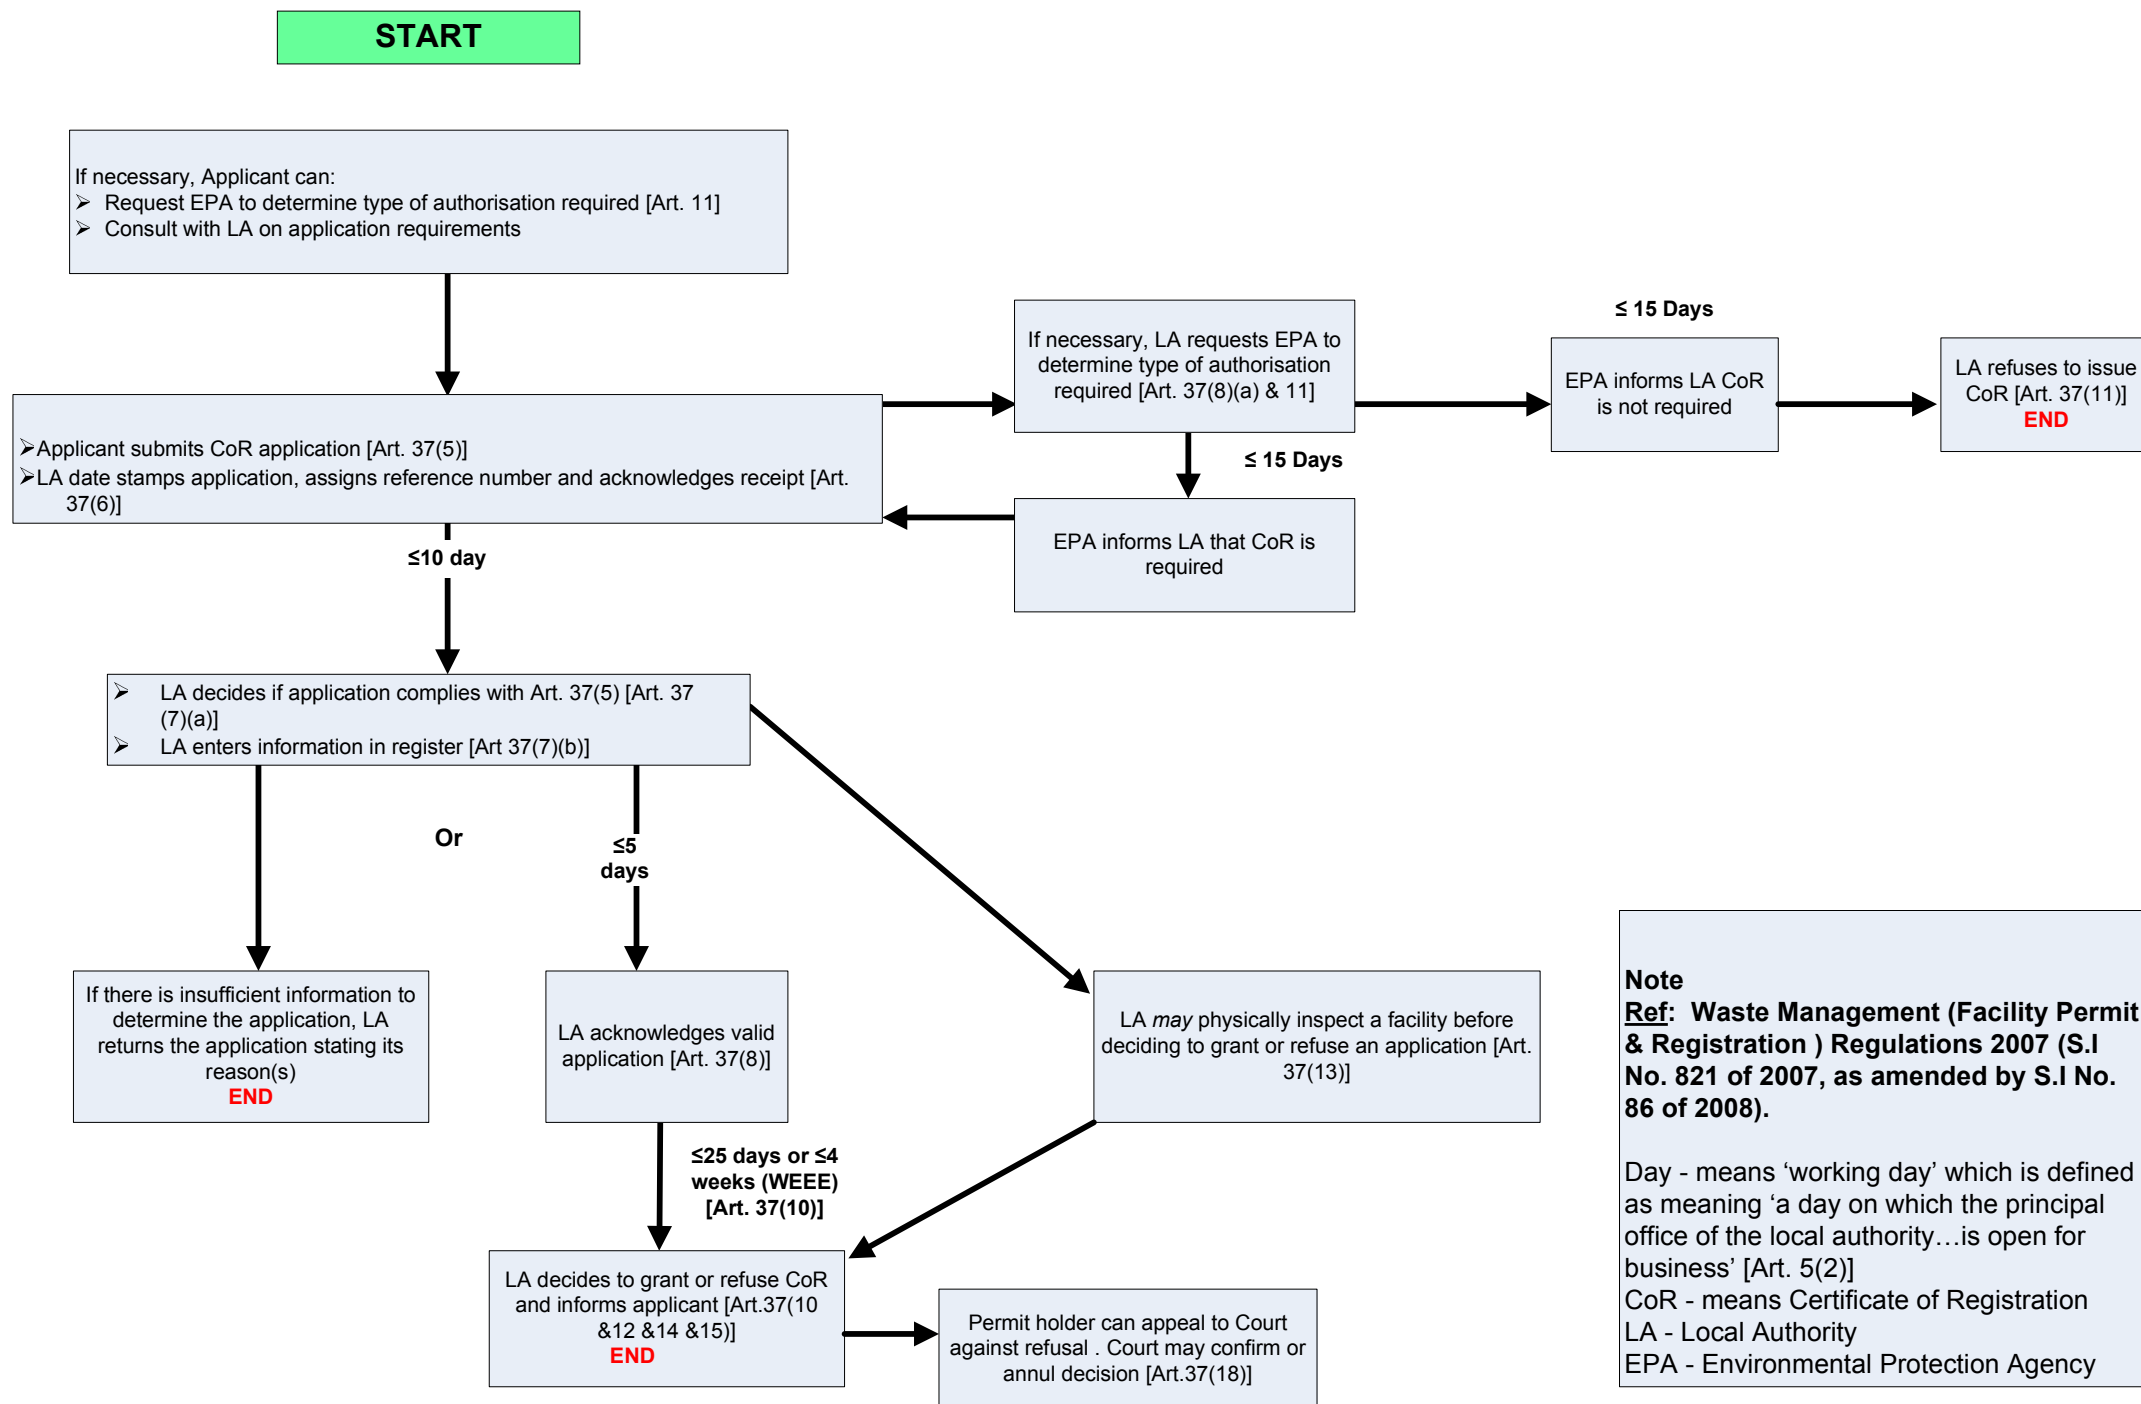 START
If necessary, Applicant can:
➢ Request EPA to determine type of authorisation required [Art. 11]
➢ Consult with LA on application requirements
If necessary, LA requests EPA to
determine type of authorisation
required [Art. 37(8)(a) & 11]
≤ 15 Days
EPA informs LA CoR
is not required
LA refuses to issue
CoR [Art. 37(11)]
END
➢Applicant submits CoR application [Art. 37(5)]
➢LA date stamps application, assigns reference number and acknowledges receipt [Art.
37(6)]
≤ 15 Days
EPA informs LA that CoR is
required
≤10 day
➢ LA decides if application complies with Art. 37(5) [Art. 37
(7)(a)]
➢ LA enters information in register [Art 37(7)(b)]
Or
≤5
days
If there is insufficient information to
determine the application, LA
returns the application stating its
reason(s)
END
LA acknowledges valid
application [Art. 37(8)]
LA may physically inspect a facility before
deciding to grant or refuse an application [Art.
37(13)]
≤25 days or ≤4
weeks (WEEE)
[Art. 37(10)]
LA decides to grant or refuse CoR
and informs applicant [Art.37(10
&12 &14 &15)]
END
Permit holder can appeal to Court
against refusal . Court may confirm or
annul decision [Art.37(18)]
Note
Ref: Waste Management (Facility Permit
& Registration ) Regulations 2007 (S.I
No. 821 of 2007, as amended by S.I No.
86 of 2008).
Day - means ‘working day’ which is defined
as meaning ‘a day on which the principal
office of the local authority…is open for
business’ [Art. 5(2)]
CoR - means Certificate of Registration
LA - Local Authority
EPA - Environmental Protection Agency